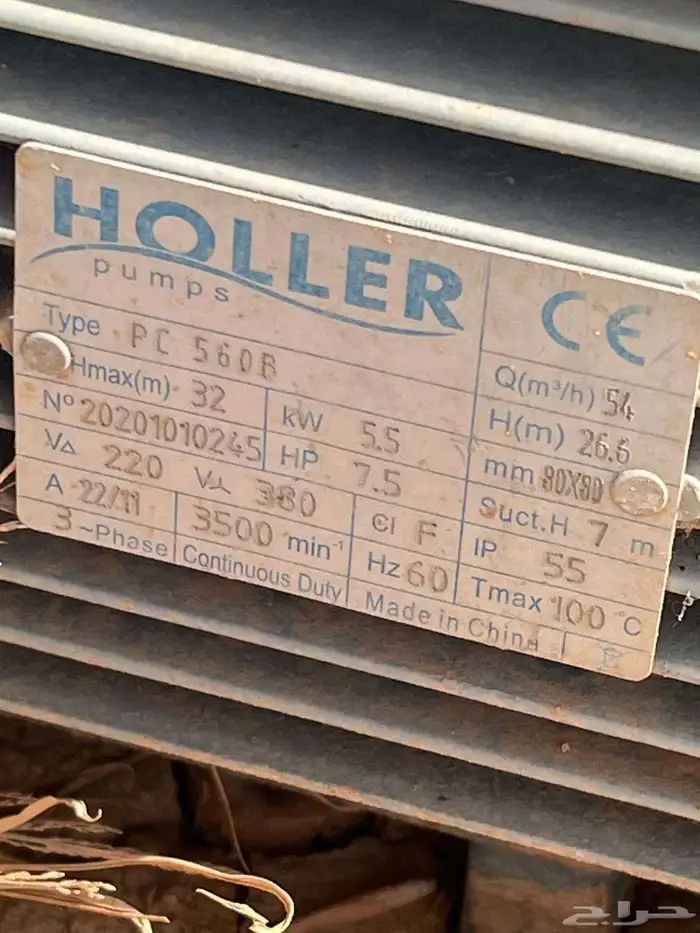 HOLLER
pumps
CE
Type PC 560B
Q(m³/h) 54
Hmax(m) 32
kW 5.5
H(m) 26.6
Nº 20201010245
HP 7.5
mm 80X80
V△ 220 V⅄ 380
Cl F
Suct.H 7 m
A 22/11
3500 min⁻¹
Hz 60
IP 55
3~Phase
Continuous Duty
Made in China
Tmax 100 °C
حراج